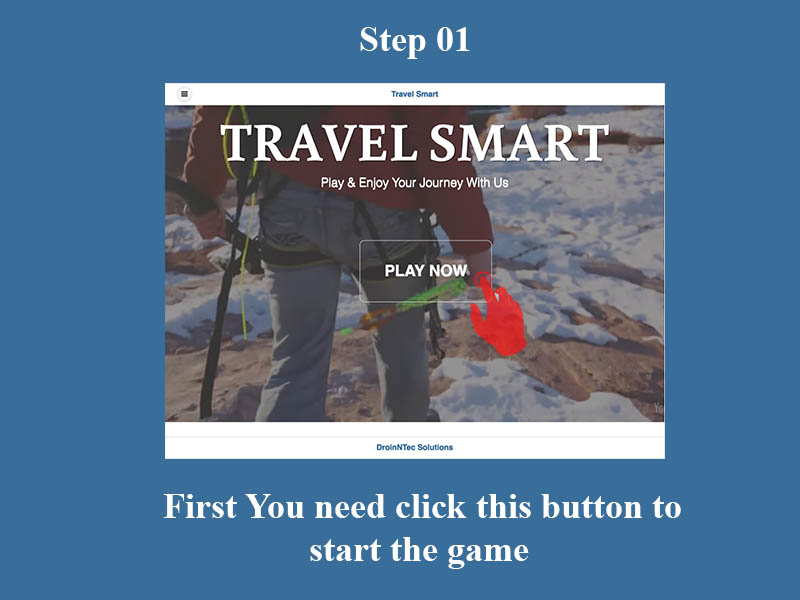 Step 01
Travel Smart
TRAVEL SMART
Play & Enjoy Your Journey With Us
PLAY NOW
Yo
DroinNTec Solutions
First You need click this button to
start the game